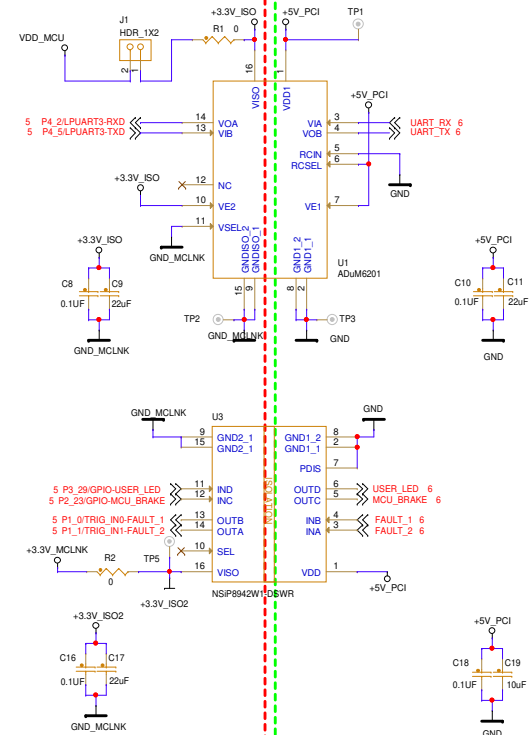 J1
HDR_1X2
+3.3V_ISO
+5V_PCI
TP1
VDD_MCU
R1 0
2
1
16
1
VISO
VDD1
+5V_PCI
5 P4_2/LPUART3-RXD
14
VOA
VIA
3
UART_RX 6
5 P4_5/LPUART3-TXD
13
VIB
VOB
4
UART_TX 6
RCIN
5
RCSEL
6
+3.3V_ISO
12
NC
10
VE2
VE1
7
GND
11
VSEL
GND_MCLNK
GNDISO_2
GNDISO_1
GND1_2
GND1_1
U1
ADuM6201
15
9
8
2
+3.3V_ISO
C8
C9
0.1UF
22uF
GND_MCLNK
TP2
GND_MCLNK
TP3
GND
+5V_PCI
C10
C11
0.1UF
22uF
GND
GND_MCLNK
U3
GND
9
GND2_1
GND1_2
8
15
GND2_1
GND1_1
2
PDIS
7
5 P3_29/GPIO-USER_LED
11
IND
OUTD
6
USER_LED 6
5 P2_23/GPIO-MCU_BRAKE
12
INC
OUTC
5
MCU_BRAKE 6
ISOLATION
5 P1_0/TRIG_IN0-FAULT_1
13
OUTB
INB
4
FAULT_1 6
5 P1_1/TRIG_IN1-FAULT_2
14
OUTA
INA
3
FAULT_2 6
+3.3V_MCLNK
TP5
10
SEL
R2
0
16
VISO
VDD
1
+5V_PCI
+3.3V_ISO2
NSiP8942W1-DSWR
+3.3V_ISO2
C16
C17
0.1UF
22uF
GND_MCLNK
+5V_PCI
C18
C19
0.1UF
10uF
GND